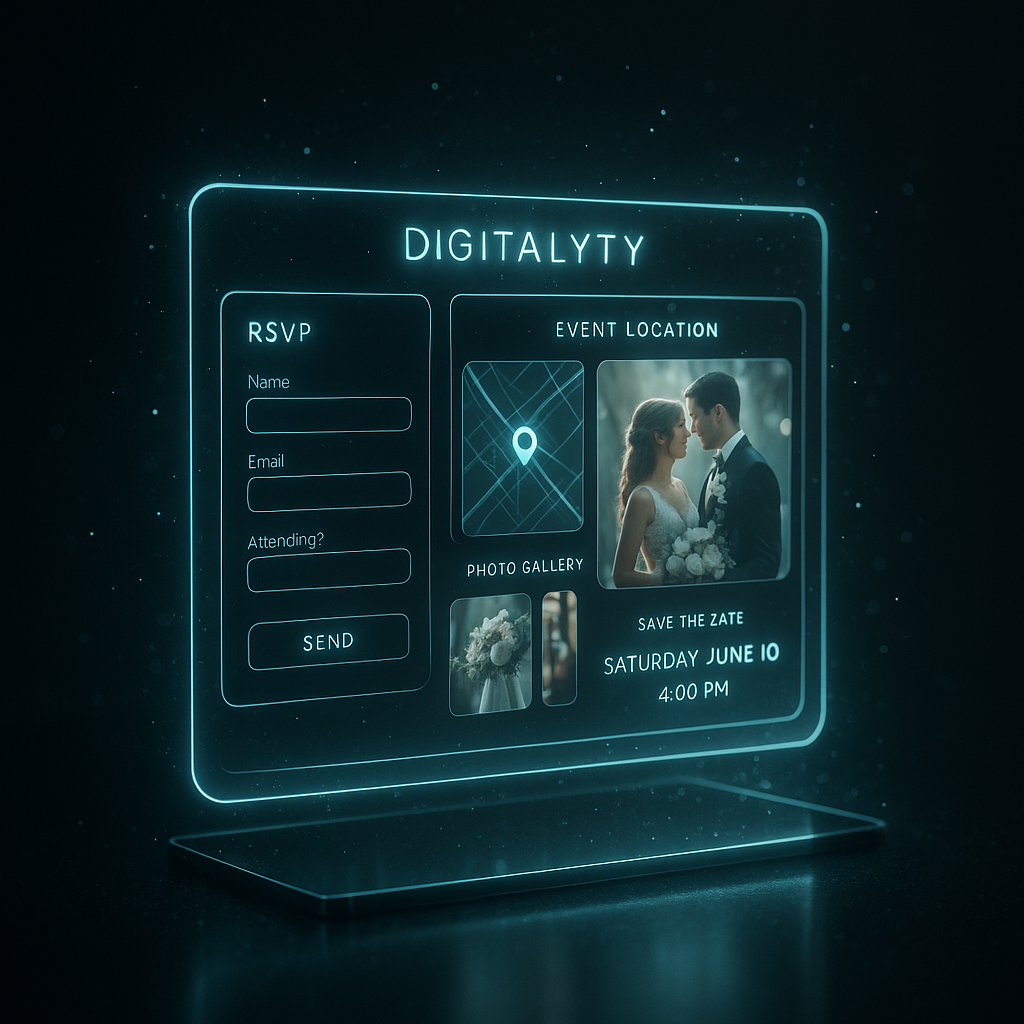 DIGITALYTY
RSVP
Name
Email
Attending?
SEND
EVENT LOCATION
PHOTO GALLERY
SAVE THE ZATE
SATURDAY JUNE 10
4:00 PM